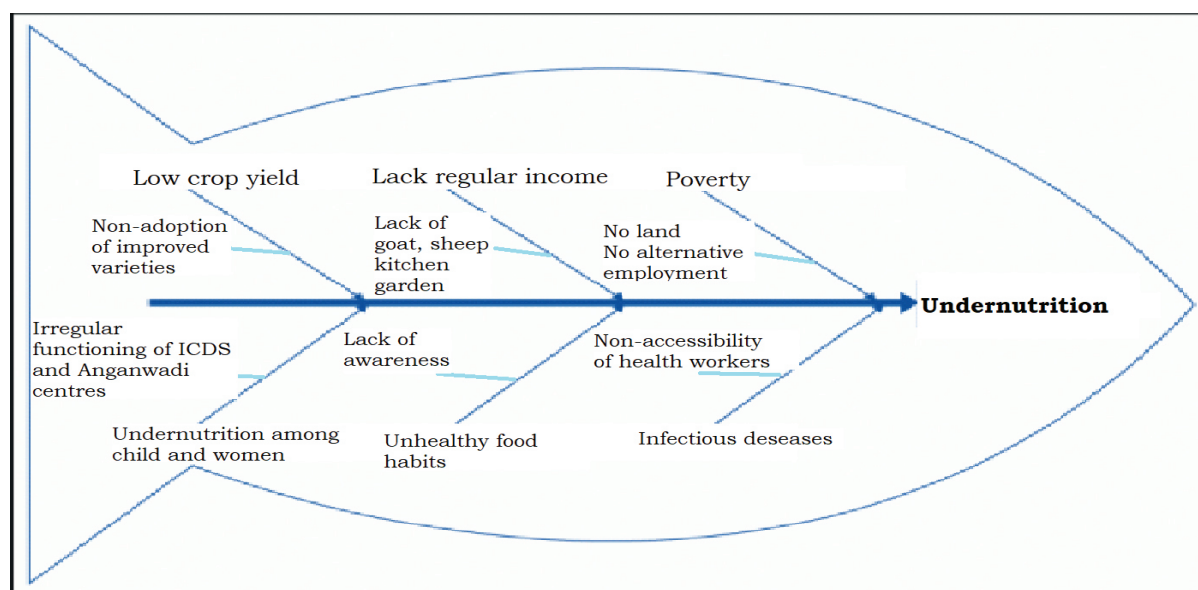 Low crop yield
Lack regular income
Poverty
Non-adoption
of improved
varieties
Lack of
goat, sheep
kitchen
garden
No land
No alternative
employment
Undernutrition
Irregular
functioning of ICDS
and Anganwadi
centres
Lack of
awareness
Non-accessibility
of health workers
Undernutrition among
child and women
Unhealthy food
habits
Infectious deseases